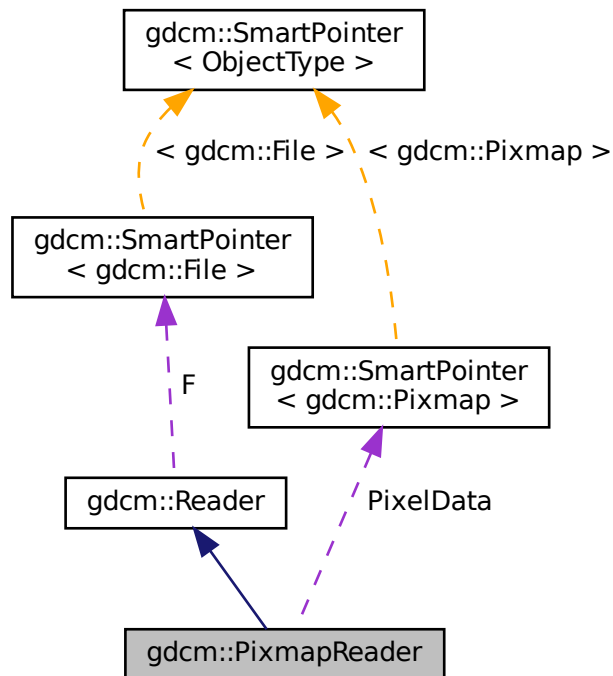 gdcm::SmartPointer
< ObjectType >
< gdcm::File >
< gdcm::Pixmap >
gdcm::SmartPointer
< gdcm::File >
gdcm::SmartPointer
< gdcm::Pixmap >
F
gdcm::Reader
PixelData
gdcm::PixmapReader